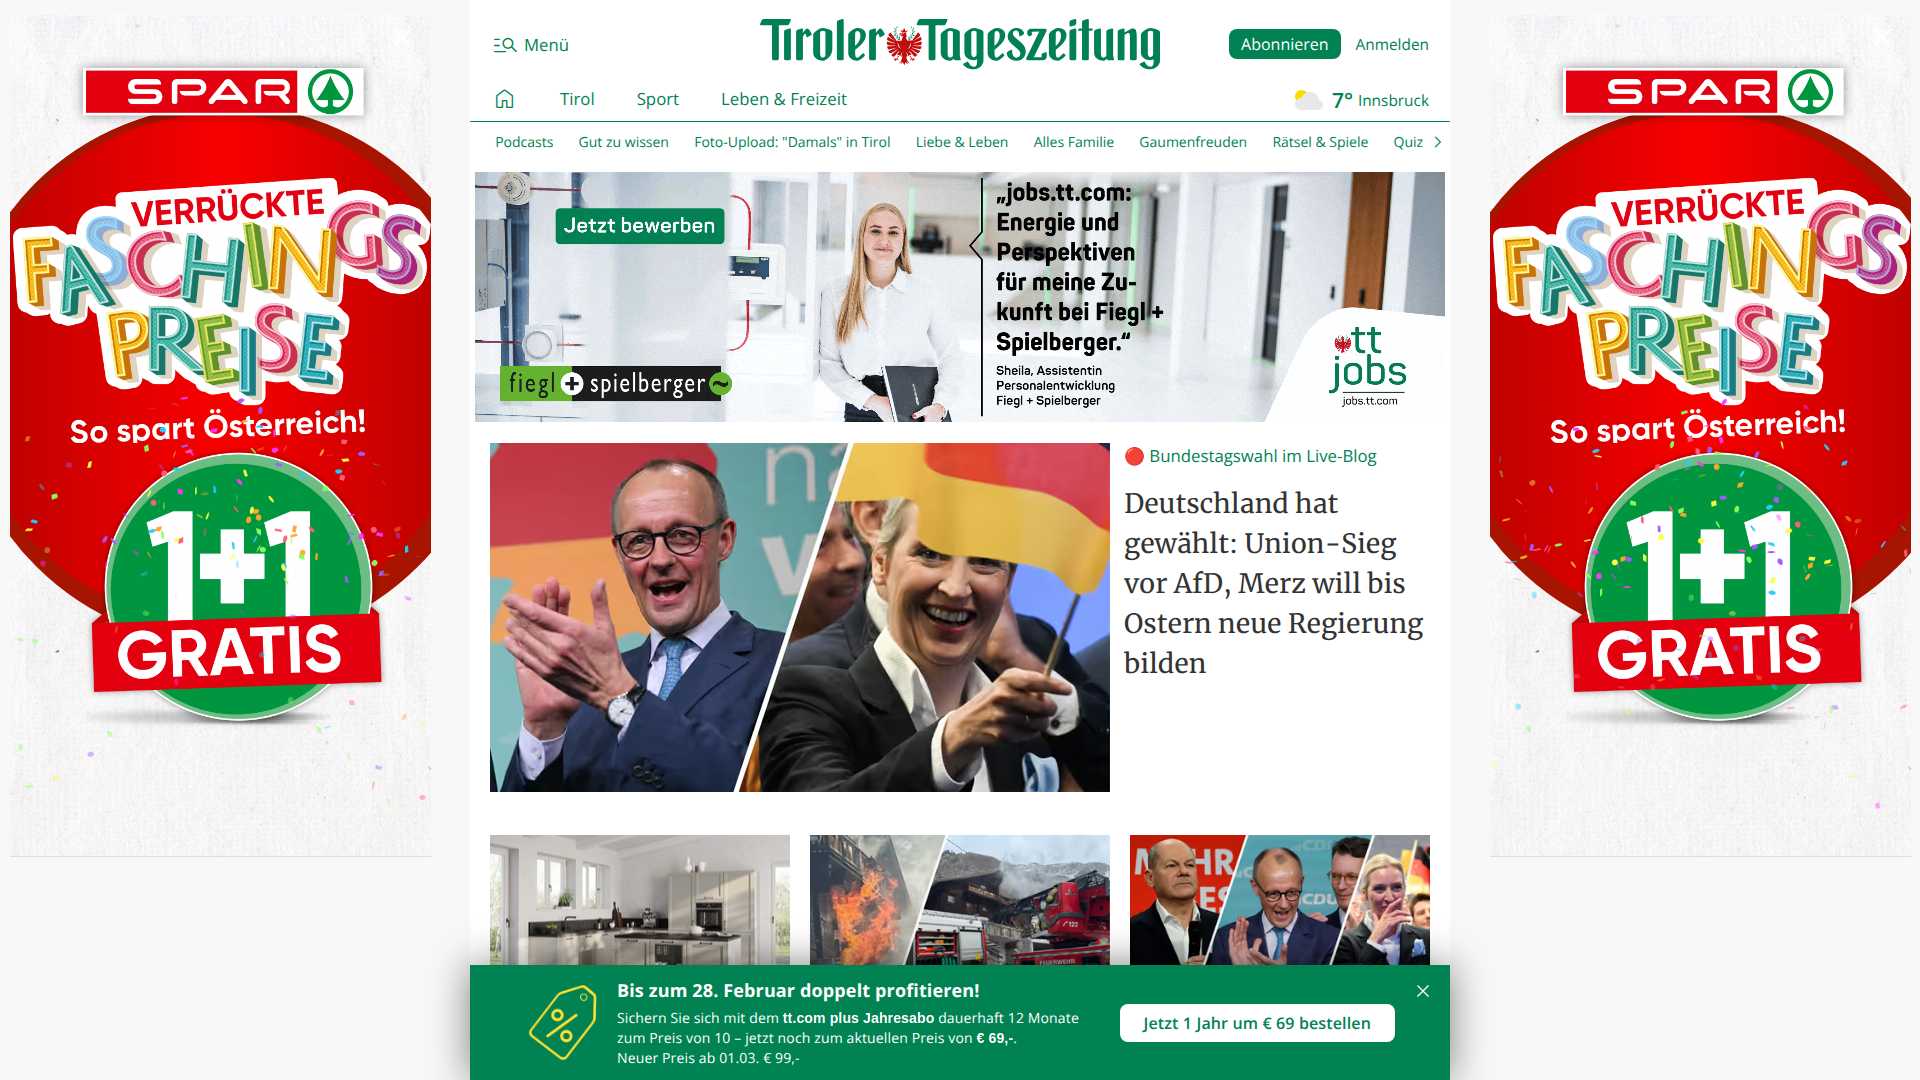 SPAR
VERRÜCKTE
FASCHINGS
PREISE
So spart Österreich!
1+1
GRATIS
Menü
Tiroler Tageszeitung
Abonnieren
Anmelden
Tirol
Sport
Leben & Freizeit
7° Innsbruck
Podcasts
Gut zu wissen
Foto-Upload: "Damals" in Tirol
Liebe & Leben
Alles Familie
Gaumenfreuden
Rätsel & Spiele
Quiz
Jetzt bewerben
fiegl + spielberger ~
„jobs.tt.com:
Energie und
Perspektiven
für meine Zu-
kunft bei Fiegl +
Spielberger.“
Sheila, Assistentin
Personalentwicklung
Fiegl + Spielberger
tt
jobs
jobs.tt.com
Bundestagswahl im Live-Blog
Deutschland hat
gewählt: Union-Sieg
vor AfD, Merz will bis
Ostern neue Regierung
bilden
FEUERWEHR
CDU
Bis zum 28. Februar doppelt profitieren!
Sichern Sie sich mit dem tt.com plus Jahresabo dauerhaft 12 Monate
zum Preis von 10 – jetzt noch zum aktuellen Preis von € 69,-.
Neuer Preis ab 01.03. € 99,-
Jetzt 1 Jahr um € 69 bestellen
SPAR
VERRÜCKTE
FASCHINGS
PREISE
So spart Österreich!
1+1
GRATIS